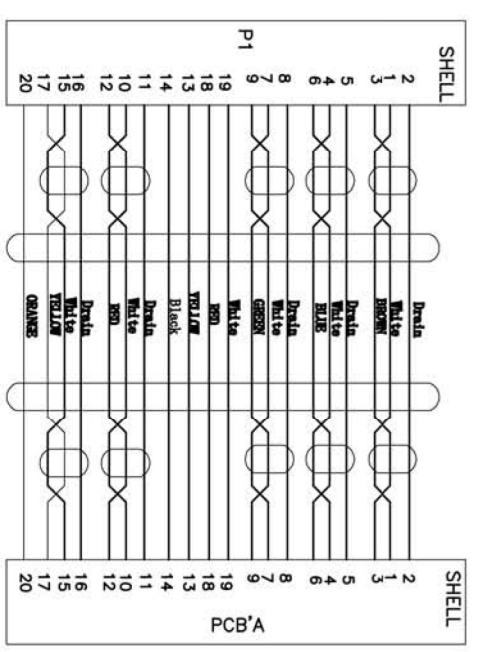 SHELL SHELL
2 Drain 2
1 White 1
3 BROWN 3
5 Drain 5
4 White 4
6 BLUE 6
8 Drain 8
7 White 7
9 GREEN 9
P1 PCB'A
19 White 19
18 RED 18
13 YELLOW 13
14 Black 14
11 Drain 11
10 White 10
12 RED 12
16 Drain 16
15 White 15
17 YELLOW 17
20 ORANGE 20